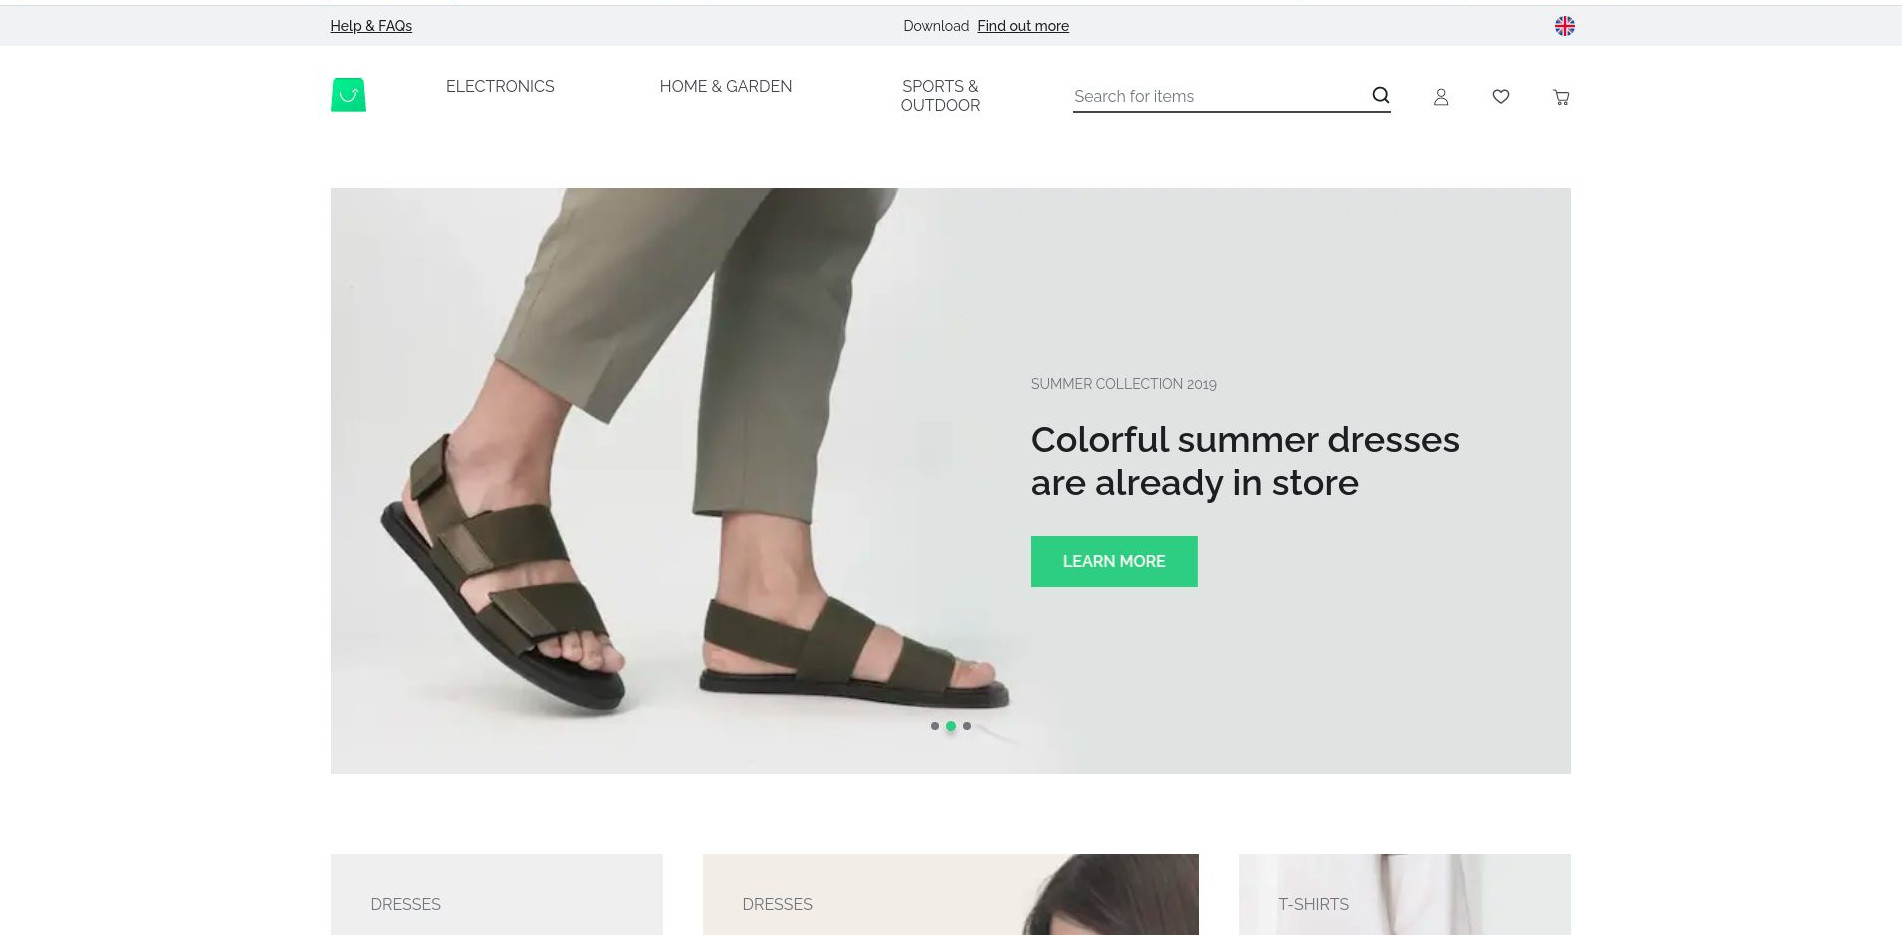 Help & FAQs
Download Find out more
ELECTRONICS
HOME & GARDEN
SPORTS &
OUTDOOR
Search for items
SUMMER COLLECTION 2019
Colorful summer dresses
are already in store
LEARN MORE
DRESSES
DRESSES
T-SHIRTS